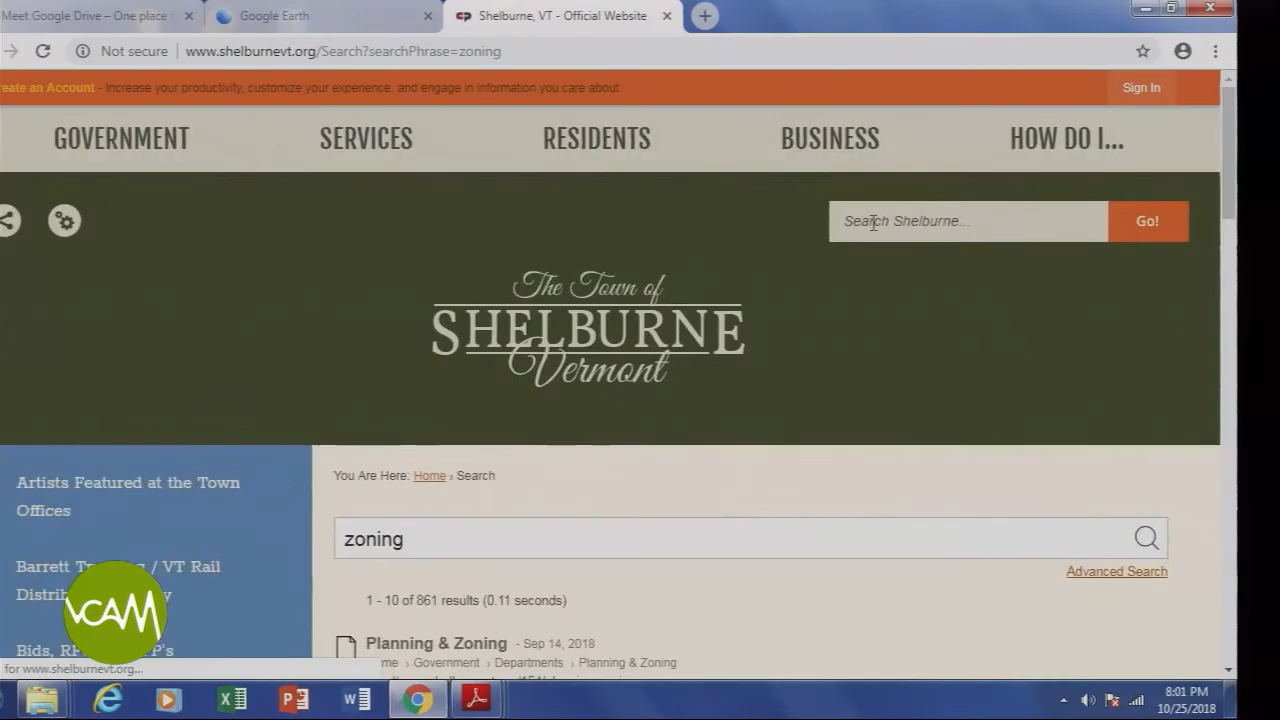 Meet Google Drive – One place
Google Earth
Shelburne, VT - Official Website
Not secure
www.shelburnevt.org/Search?searchPhrase=zoning
eate an Account - Increase your productivity, customize your experience, and engage in information you care about.
Sign In
GOVERNMENT
SERVICES
RESIDENTS
BUSINESS
HOW DO I...
Search Shelburne...
Go!
The Town of
SHELBURNE
Vermont
Artists Featured at the Town
Offices
You Are Here: Home › Search
zoning
Advanced Search
Barrett / VT Rail
1 - 10 of 861 results (0.11 seconds)
Bids,
Planning & Zoning - Sep 14, 2018
me › Government › Departments › Planning & Zoning
for www.shelburnevt.org...
VCAM
8:01 PM
10/25/2018